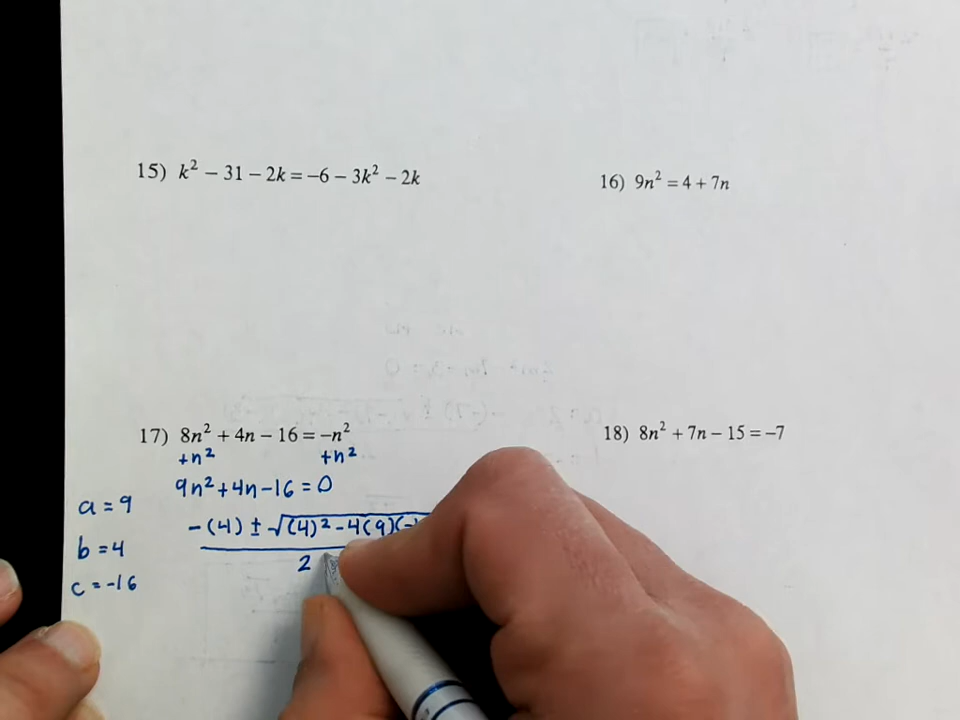 15) k² − 31 − 2k = −6 − 3k² − 2k
16) 9n² = 4 + 7n
17) 8n² + 4n − 16 = −n²
+n² +n²
9n² + 4n − 16 = 0
a = 9
b = 4
c = −16
−(4) ± √(4)² − 4(9)(−
2
18) 8n² + 7n − 15 = −7